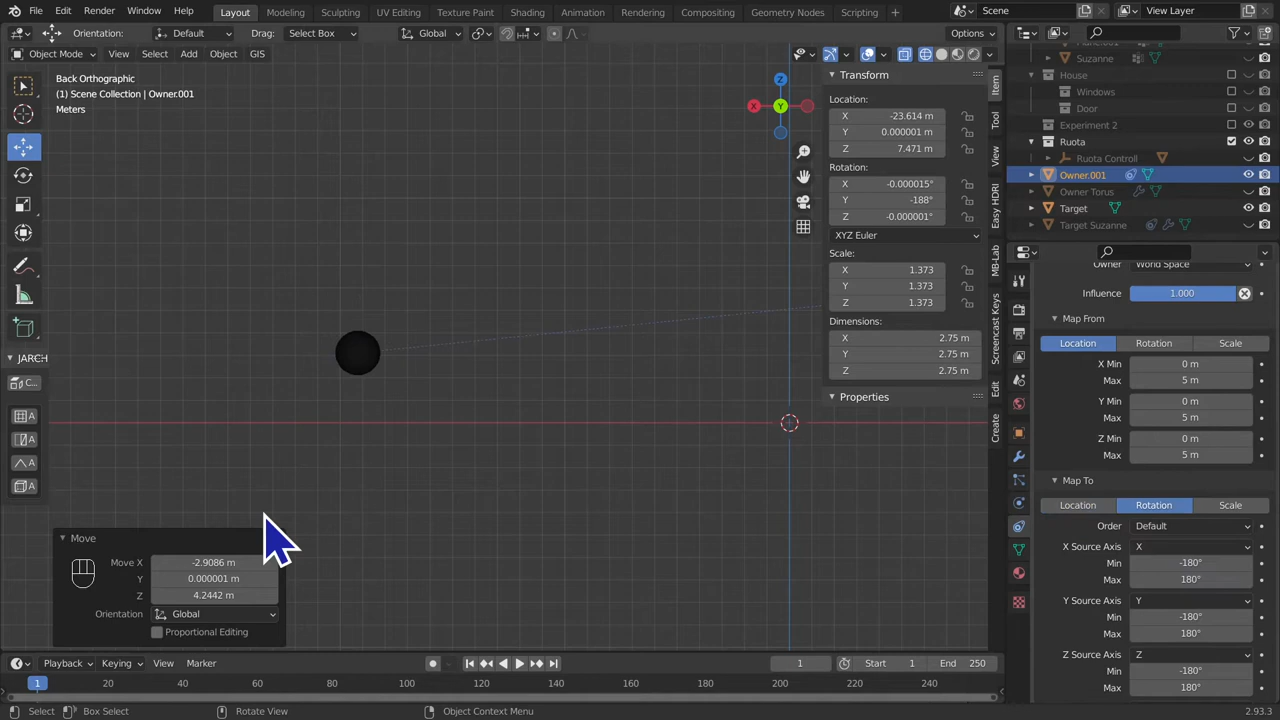 File Edit Render Window Help Layout Modeling Sculpting UV Editing Texture Paint Shading Animation Rendering Compositing Geometry Nodes Scripting + Scene View Layer
Orientation: Default Drag: Select Box Global Options
Object Mode View Select Add Object GIS
Back Orthographic
(1) Scene Collection | Owner.001
Meters
Z
X
Y
JARCH
C...
A
A
A
A
Transform
Location:
X -23.614 m
Y 0.000001 m
Z 7.471 m
Rotation:
X -0.000015°
Y -188°
Z -0.000001°
XYZ Euler
Scale:
X 1.373
Y 1.373
Z 1.373
Dimensions:
X 2.75 m
Y 2.75 m
Z 2.75 m
Properties
Item
Tool
View
Easy HDRI
MB-Lab
Screencast Keys
Edit
Create
Suzanne
House
Windows
Door
Experiment 2
Ruota
Ruota Controll
Owner.001
Owner Torus
Target
Target Suzanne
Owner World Space
Influence 1.000
Map From
Location Rotation Scale
X Min 0 m
Max 5 m
Y Min 0 m
Max 5 m
Z Min 0 m
Max 5 m
Map To
Location Rotation Scale
Order Default
X Source Axis X
Min -180°
Max 180°
Y Source Axis Y
Min -180°
Max 180°
Z Source Axis Z
Min -180°
Max 180°
Move
Move X -2.9086 m
Y 0.000001 m
Z 4.2442 m
Orientation Global
Proportional Editing
Playback Keying View Marker 1 Start 1 End 250
1 20 40 60 80 100 120 140 160 180 200 220 240
Select Box Select Rotate View Object Context Menu 2.93.3